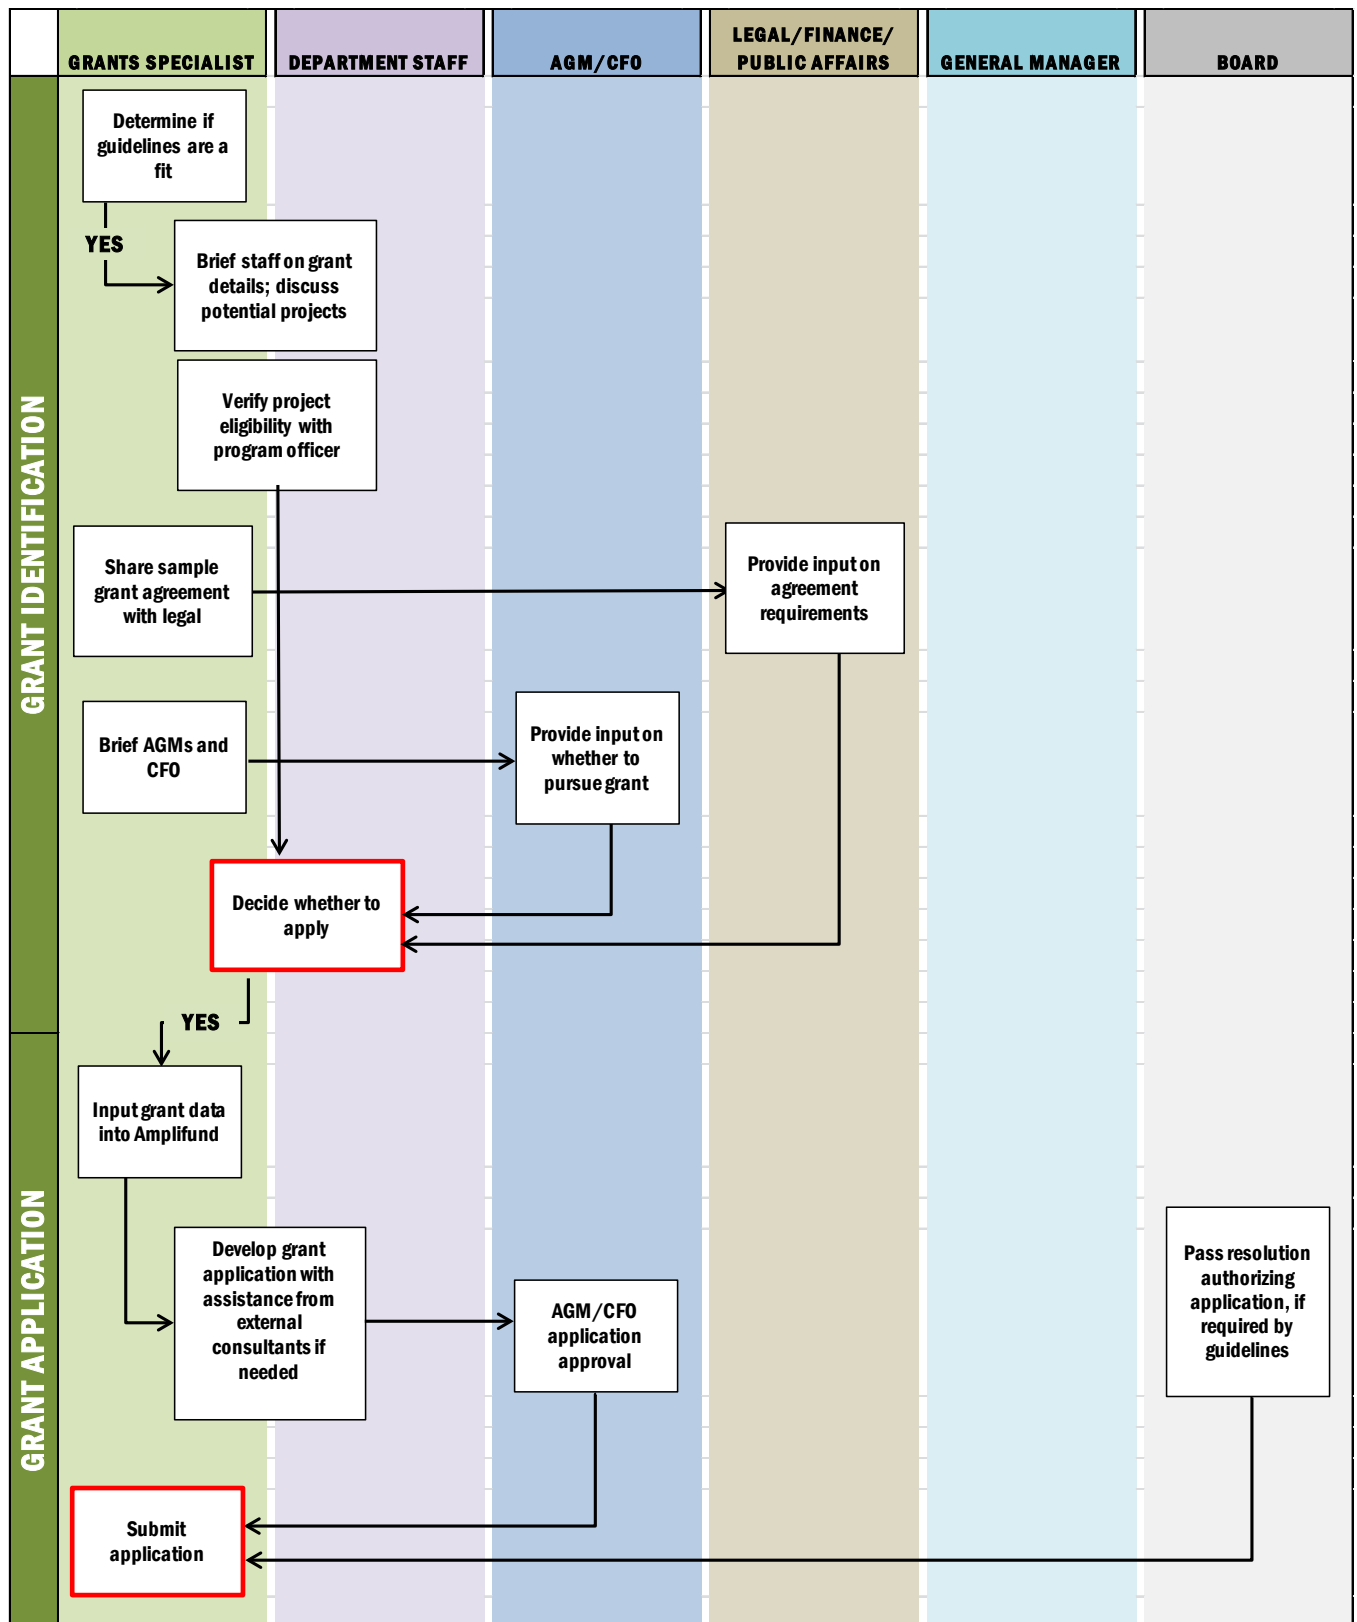 GRANTS SPECIALIST
DEPARTMENT STAFF
AGM/CFO
LEGAL/FINANCE/
PUBLIC AFFAIRS
GENERAL MANAGER
BOARD
GRANT IDENTIFICATION
Determine if
guidelines are a
fit
YES
Brief staff on grant
details; discuss
potential projects
Verify project
eligibility with
program officer
Share sample
grant agreement
with legal
Provide input on
agreement
requirements
Brief AGMs and
CFO
Provide input on
whether to
pursue grant
Decide whether to
apply
YES
GRANT APPLICATION
Input grant data
into Amplifund
Develop grant
application with
assistance from
external
consultants if
needed
AGM/CFO
application
approval
Pass resolution
authorizing
application, if
required by
guidelines
Submit
application